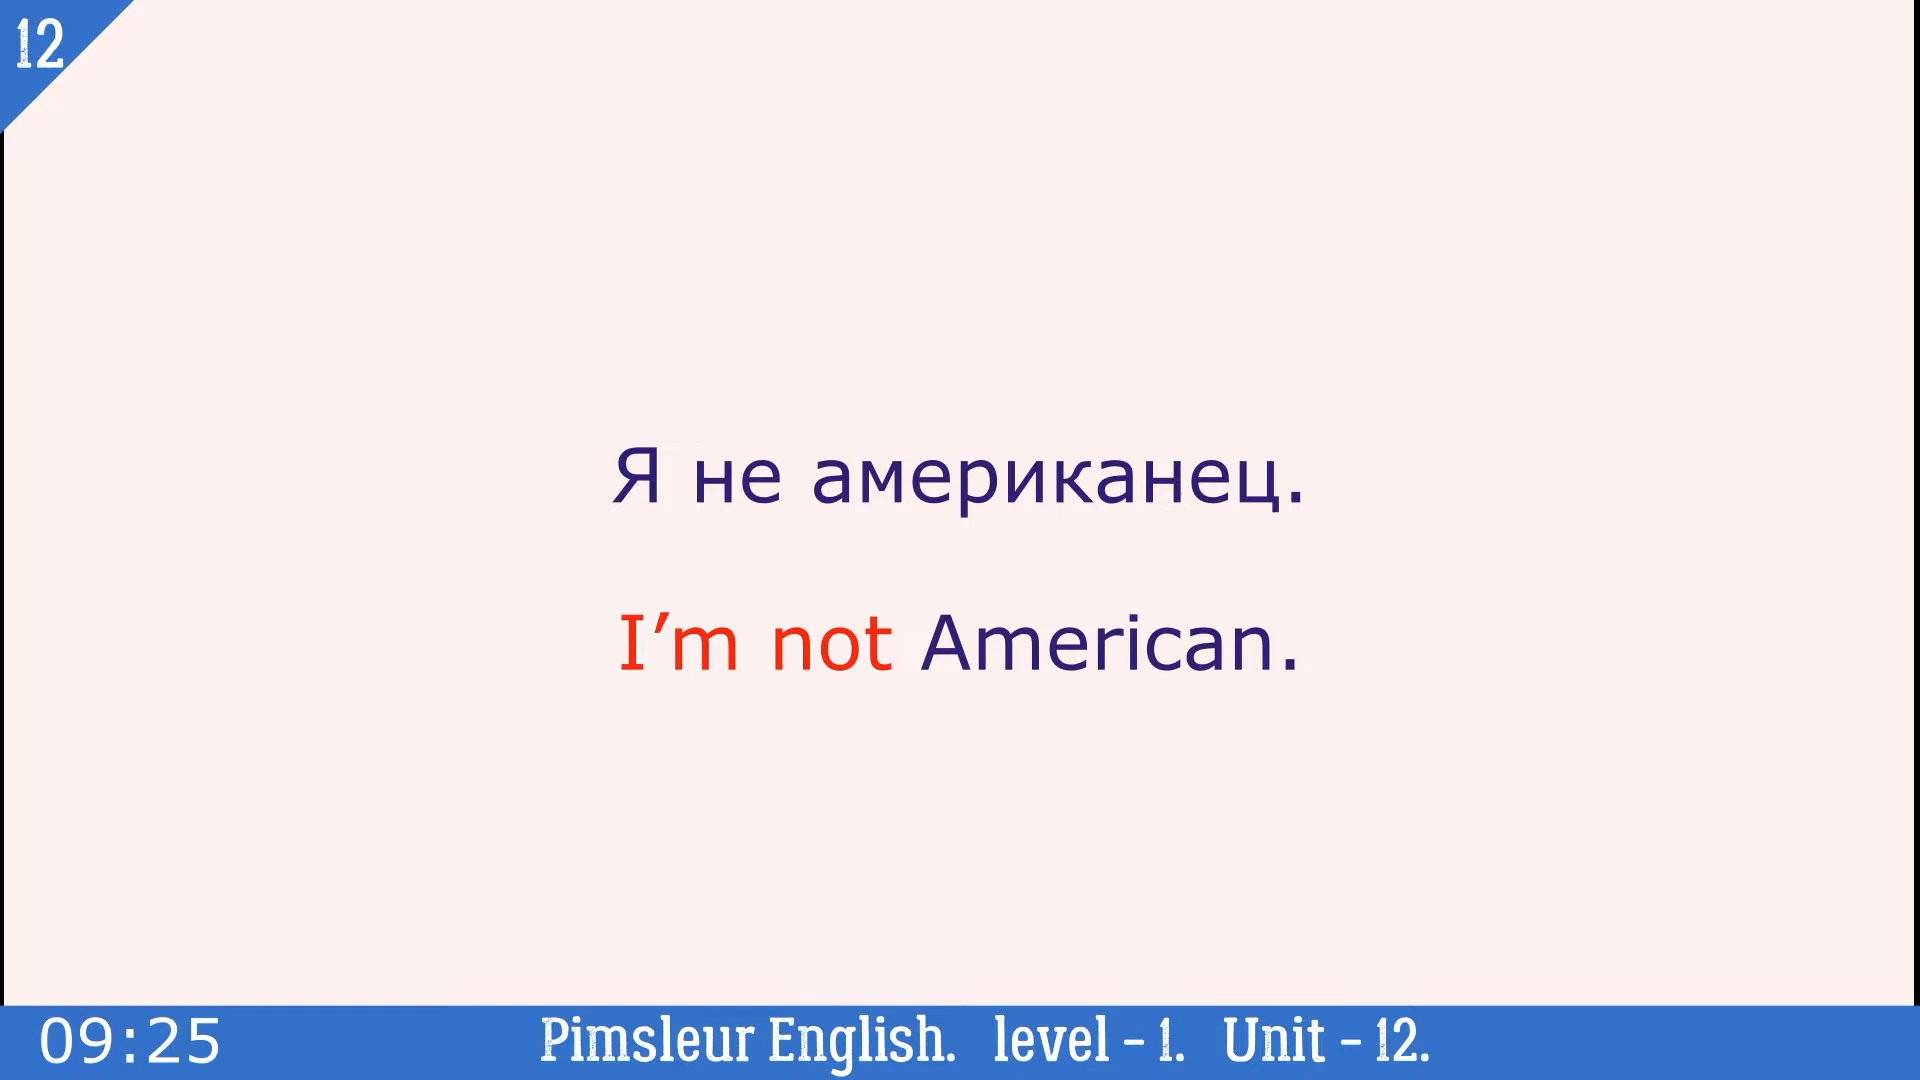 12
Я не американец.
I’m not American.
09:25 Pimsleur English. level - 1. Unit - 12.